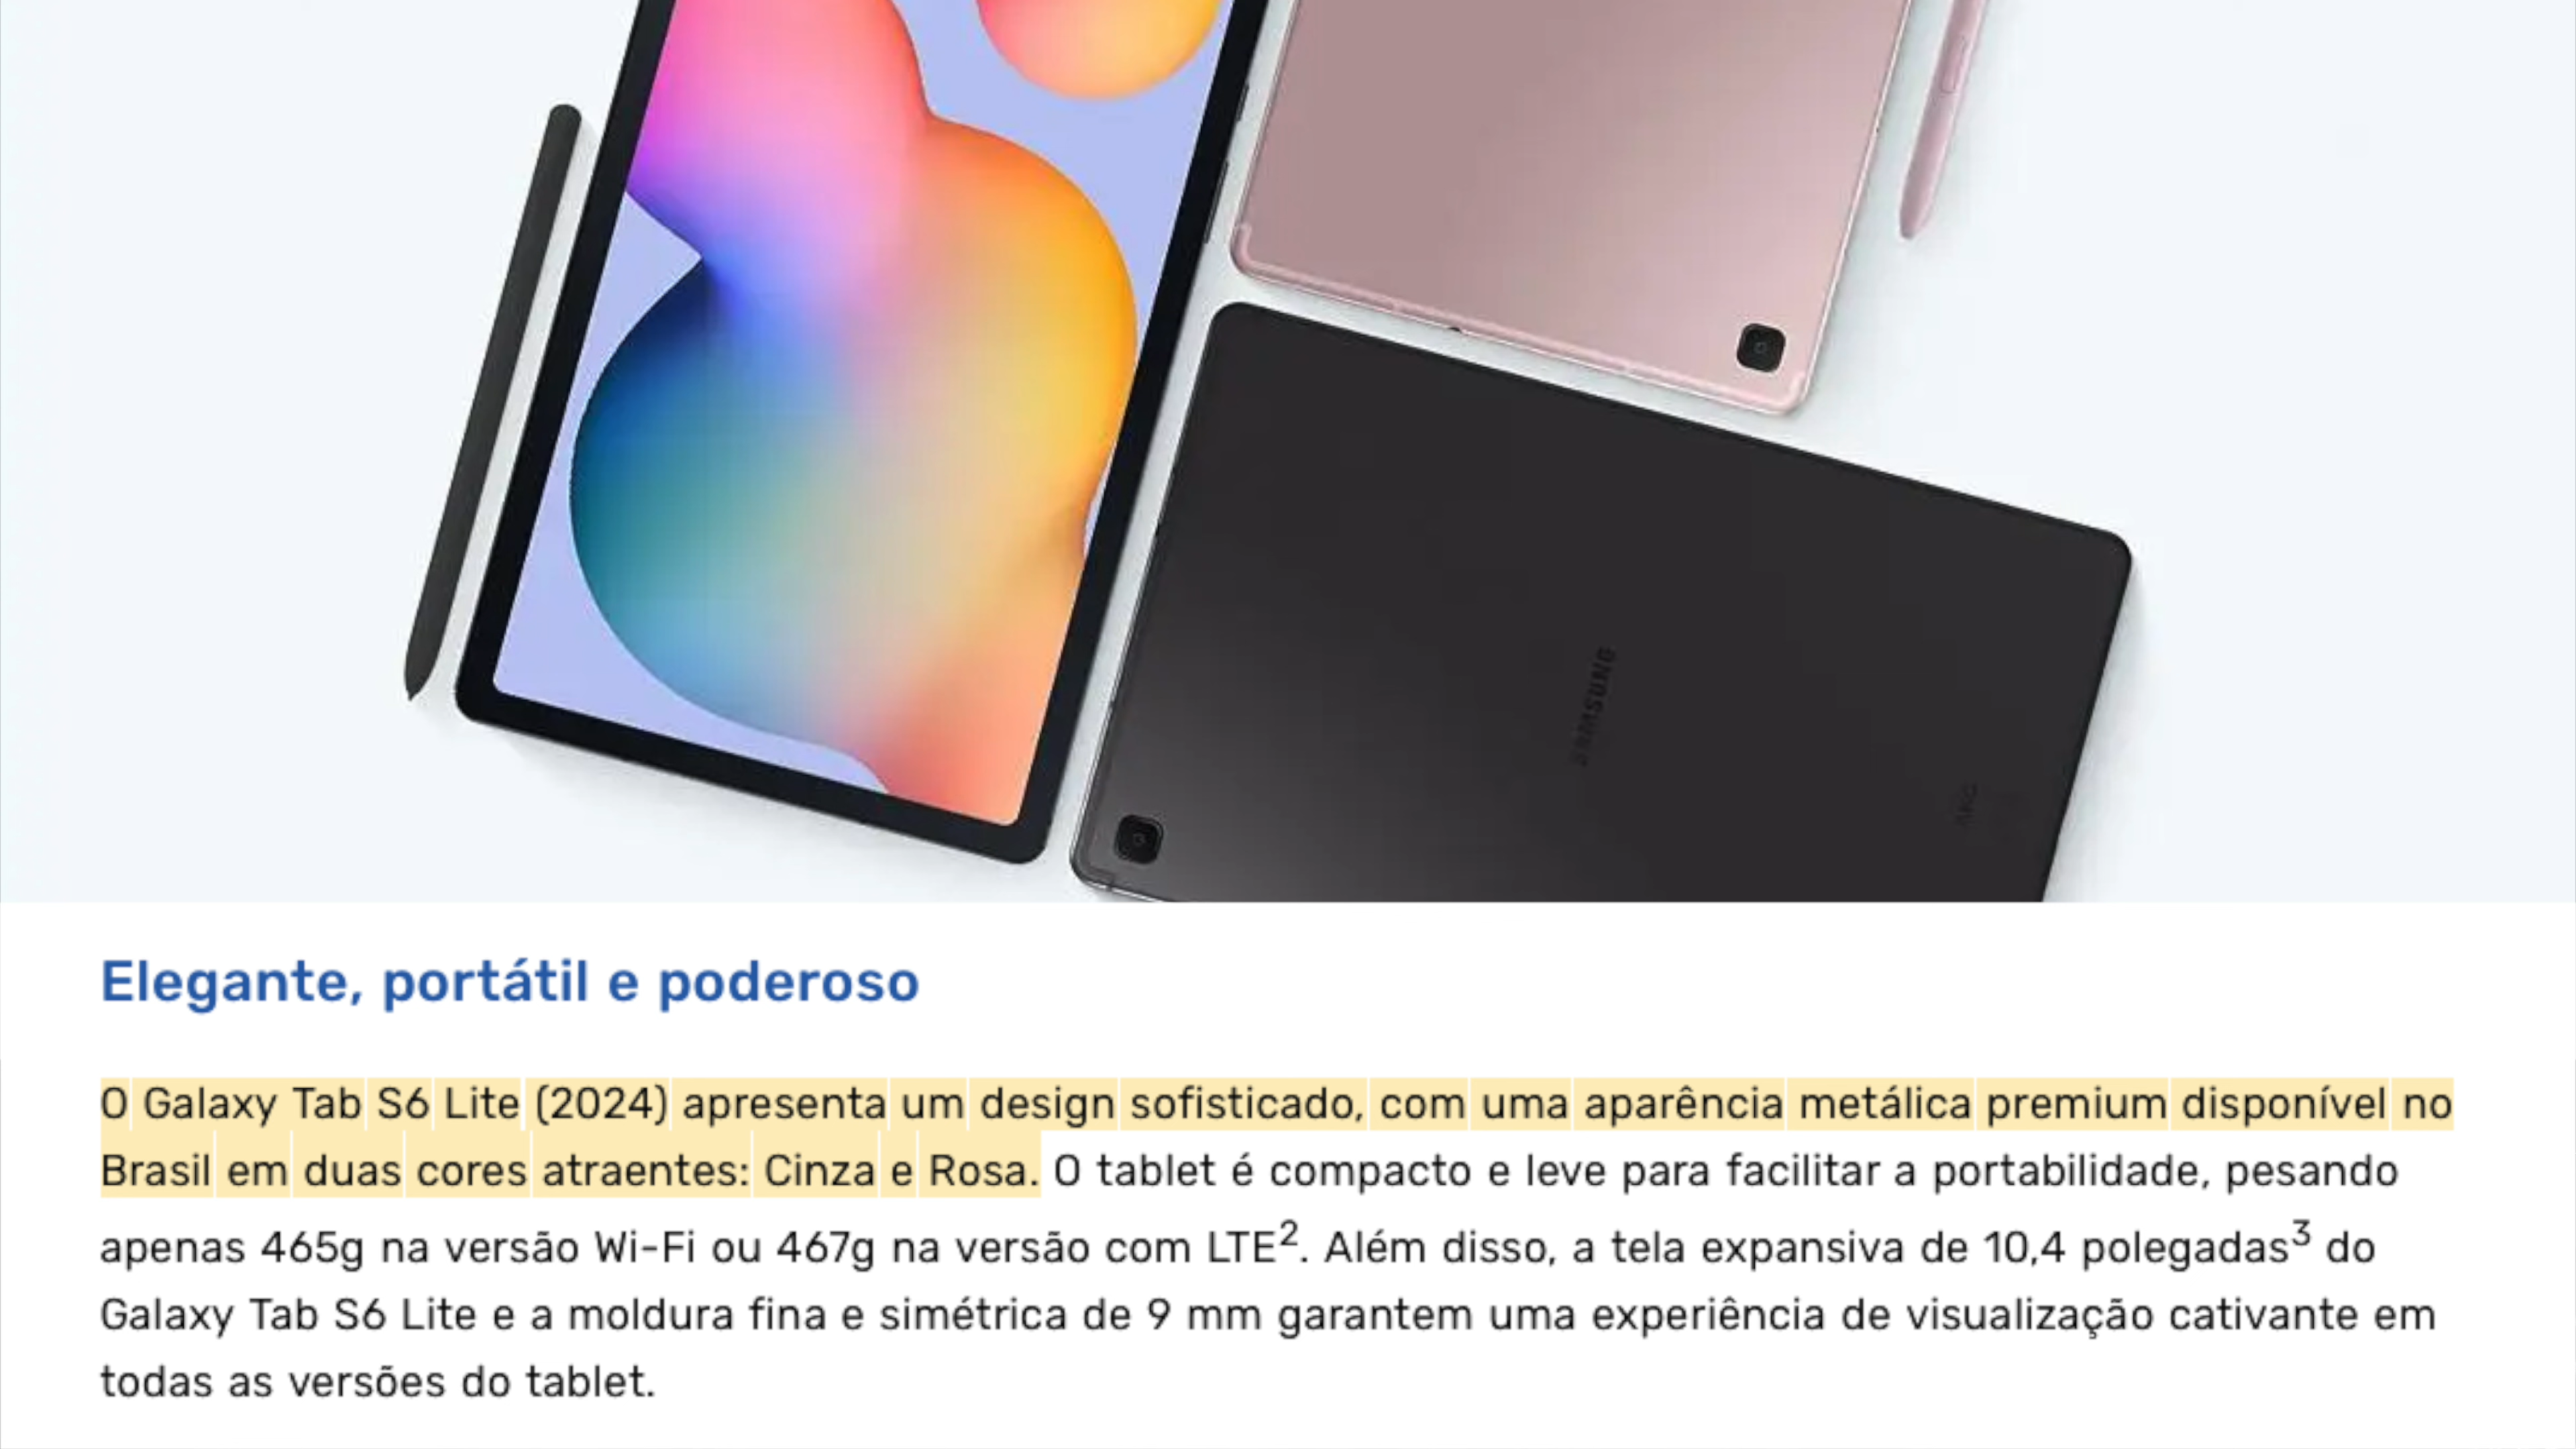 SAMSUNG
AKG
Elegante, portátil e poderoso
O Galaxy Tab S6 Lite (2024) apresenta um design sofisticado, com uma aparência metálica premium disponível no
Brasil em duas cores atraentes: Cinza e Rosa. O tablet é compacto e leve para facilitar a portabilidade, pesando
apenas 465g na versão Wi-Fi ou 467g na versão com LTE². Além disso, a tela expansiva de 10,4 polegadas³ do
Galaxy Tab S6 Lite e a moldura fina e simétrica de 9 mm garantem uma experiência de visualização cativante em
todas as versões do tablet.